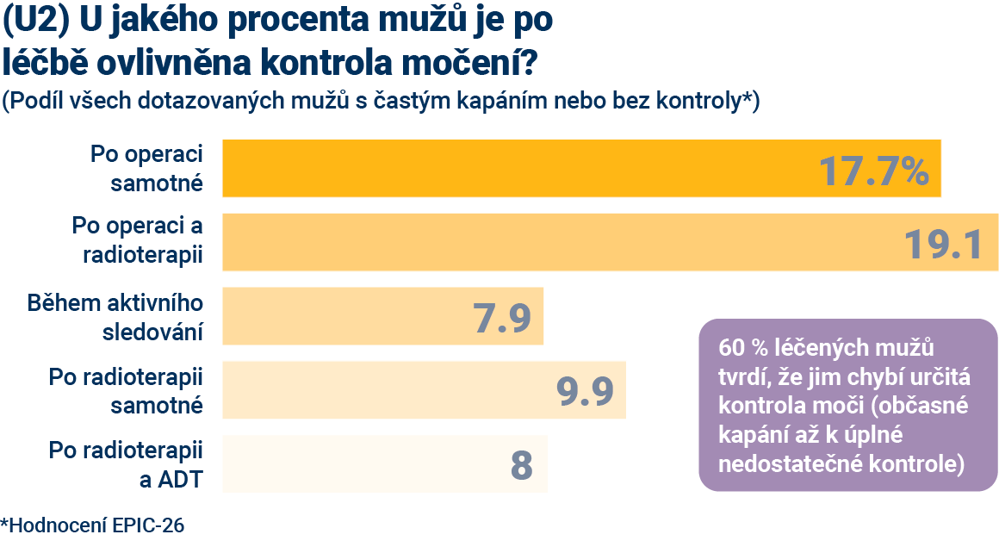 (U2) U jakého procenta mužů je po
léčbě ovlivněna kontrola močení?
(Podíl všech dotazovaných mužů s častým kapáním nebo bez kontroly*)
Po operaci
samotné
17.7%
Po operaci a
radioterapii
19.1
Během aktivního
sledování
7.9
Po radioterapii
samotné
9.9
Po radioterapii
a ADT
8
60 % léčených mužů
tvrdí, že jim chybí určitá
kontrola moči (občasné
kapání až k úplné
nedostatečné kontrole)
*Hodnocení EPIC-26